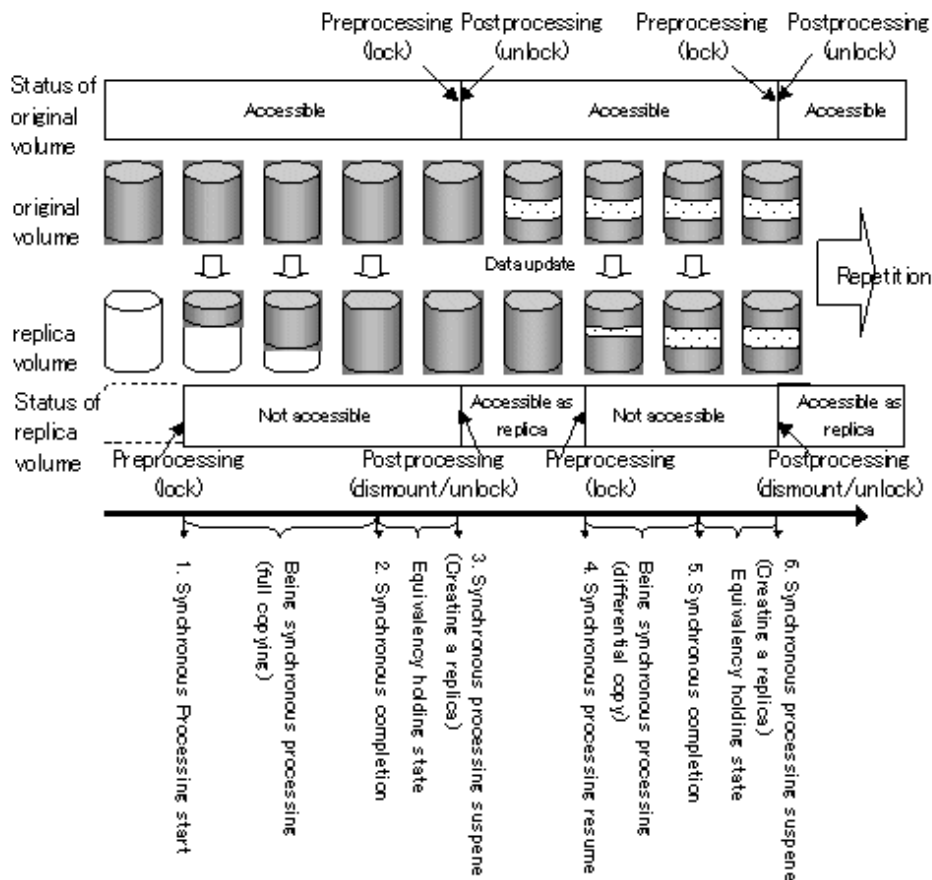 Preprocessing Postprocessing
(lock) (unlock)
Preprocessing Postprocessing
(lock) (unlock)
Status of
original
volume
Accessible
Accessible
Accessible
original
volume
Data update
Repetition
replica
volume
Status of
replica
volume
Not accessible
Accessible as
replica
Not accessible
Accessible as
replica
Preprocessing
(lock)
Postprocessing
(dismount/unlock)
Preprocessing
(lock)
Postprocessing
(dismount/unlock)
1. Synchronous Processing start
Being synchronous processing
(full copying)
2. Synchronous completion
Equivalency holding state
3. Synchronous processing suspene
(Creating a replica)
4. Synchronous processing resume
Being synchronous processing
(differential copy)
5. Synchronous completion
Equivalency holding state
6. Synchronous processing suspene
(Creating a replica)